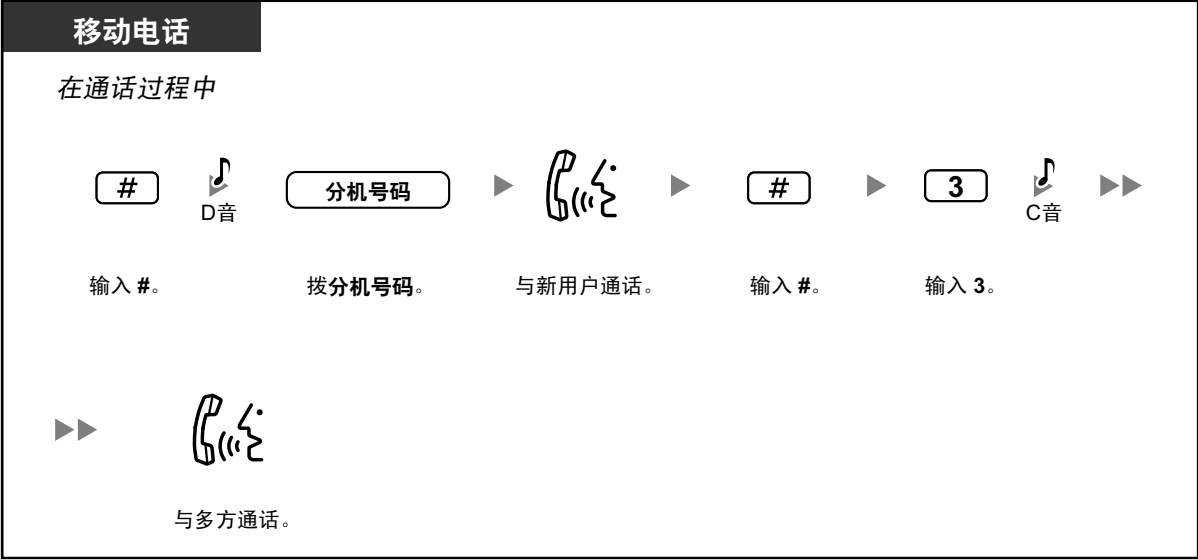 移动电话
在通话过程中
# D音 分机号码 # 3 C音
输入 #。 拨分机号码。 与新用户通话。 输入 #。 输入 3。
与多方通话。